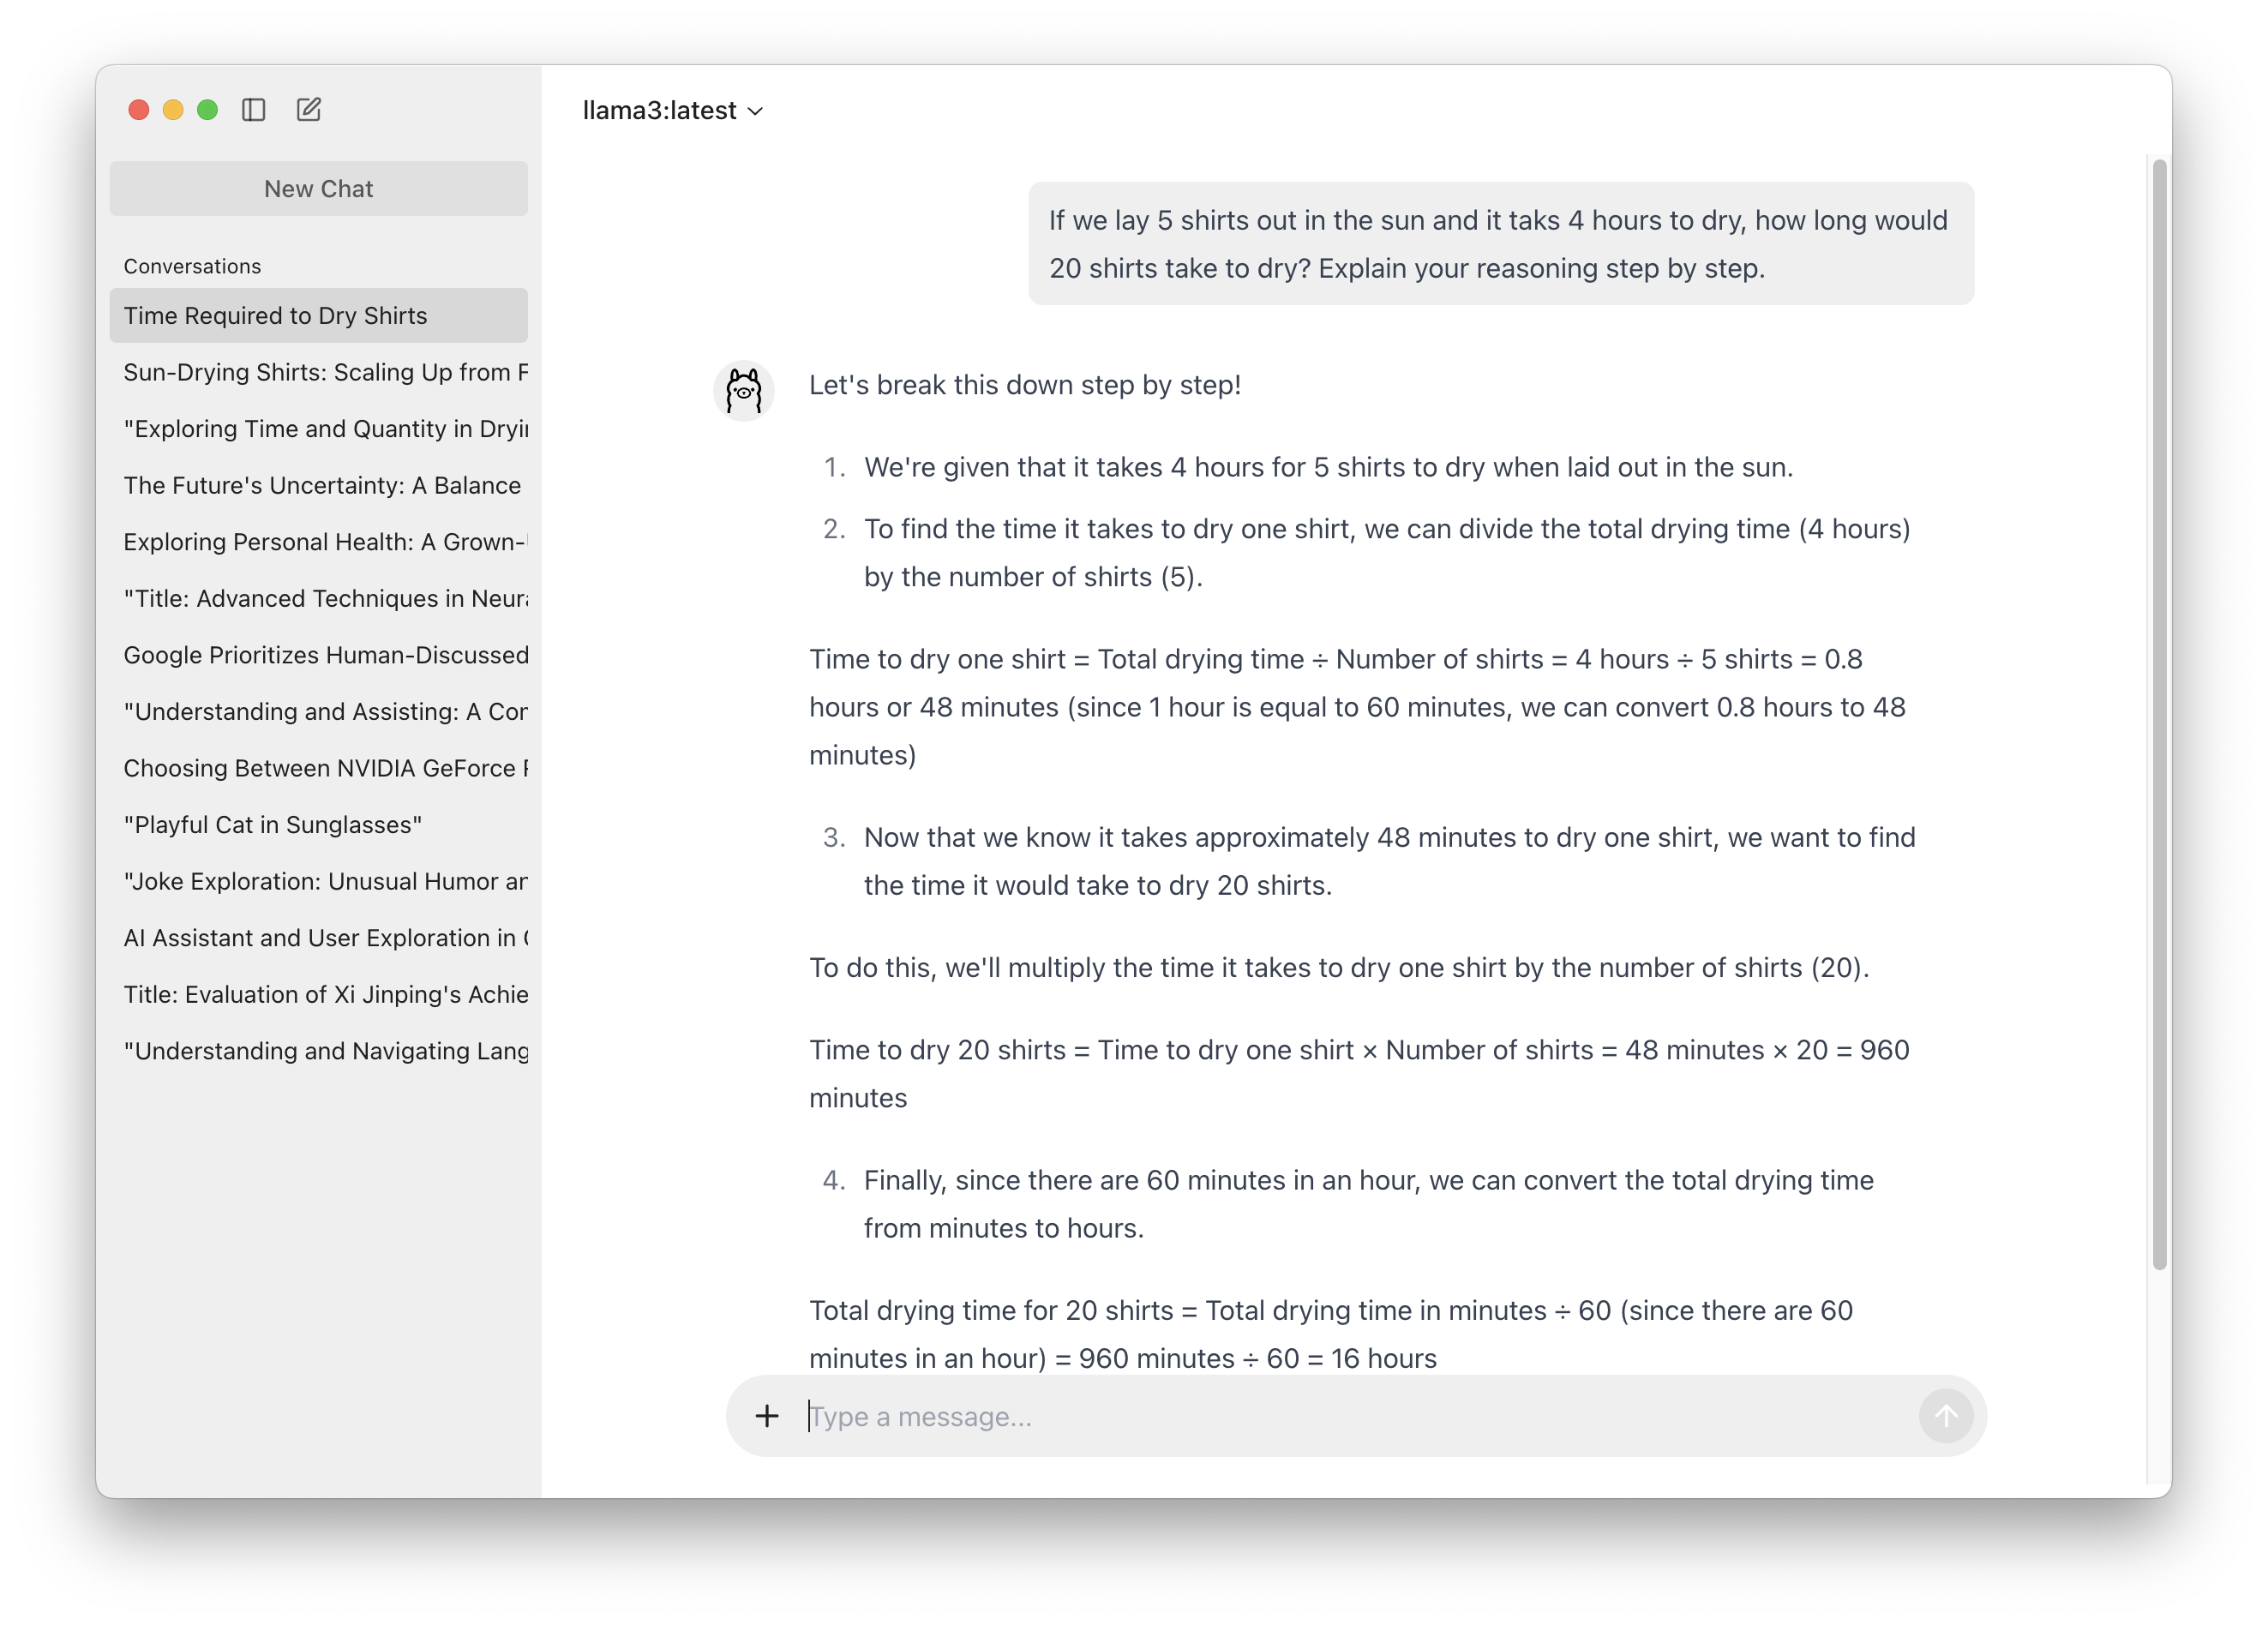 llama3:latest
New Chat
Conversations
Time Required to Dry Shirts
Sun-Drying Shirts: Scaling Up from F
"Exploring Time and Quantity in Dryi
The Future's Uncertainty: A Balance
Exploring Personal Health: A Grown-
"Title: Advanced Techniques in Neura
Google Prioritizes Human-Discussed
"Understanding and Assisting: A Con
Choosing Between NVIDIA GeForce
"Playful Cat in Sunglasses"
"Joke Exploration: Unusual Humor an
AI Assistant and User Exploration in
Title: Evaluation of Xi Jinping's Achie
"Understanding and Navigating Lang
If we lay 5 shirts out in the sun and it taks 4 hours to dry, how long would
20 shirts take to dry? Explain your reasoning step by step.
Let's break this down step by step!
1. We're given that it takes 4 hours for 5 shirts to dry when laid out in the sun.
2. To find the time it takes to dry one shirt, we can divide the total drying time (4 hours)
by the number of shirts (5).
Time to dry one shirt = Total drying time ÷ Number of shirts = 4 hours ÷ 5 shirts = 0.8
hours or 48 minutes (since 1 hour is equal to 60 minutes, we can convert 0.8 hours to 48
minutes)
3. Now that we know it takes approximately 48 minutes to dry one shirt, we want to find
the time it would take to dry 20 shirts.
To do this, we'll multiply the time it takes to dry one shirt by the number of shirts (20).
Time to dry 20 shirts = Time to dry one shirt × Number of shirts = 48 minutes × 20 = 960
minutes
4. Finally, since there are 60 minutes in an hour, we can convert the total drying time
from minutes to hours.
Total drying time for 20 shirts = Total drying time in minutes ÷ 60 (since there are 60
minutes in an hour) = 960 minutes ÷ 60 = 16 hours
Type a message...